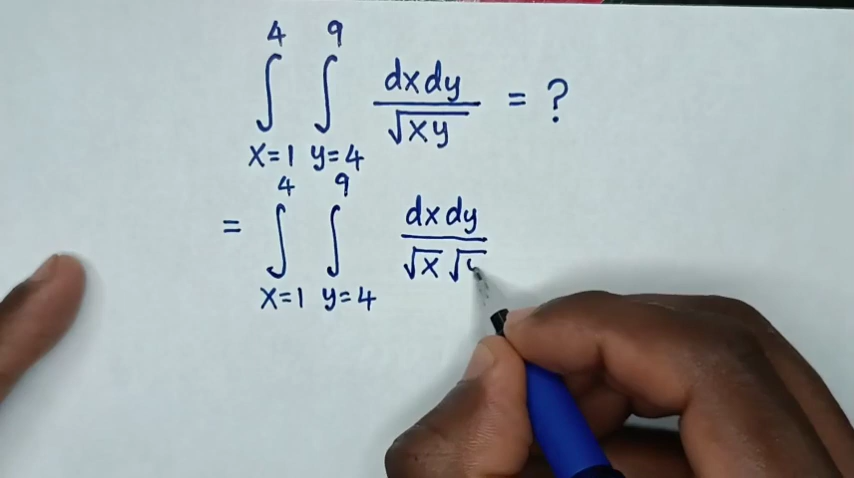 ∫_{x=1}^{4} ∫_{y=4}^{9} dxdy/√(xy) = ?
= ∫_{x=1}^{4} ∫_{y=4}^{9} dxdy/(√x √